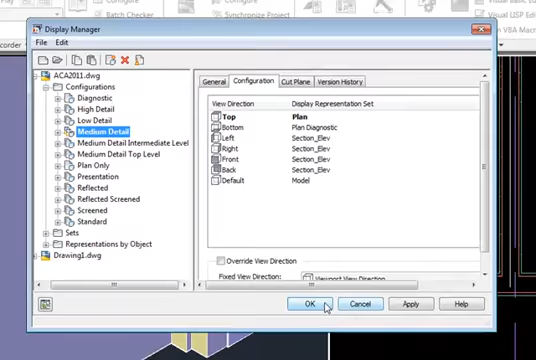 Configure
Batch Checker
Synchronize Project
Visual LISP Edi
VBA Macro
corder
Display Manager
File Edit
ACA2011.dwg
Configurations
Diagnostic
High Detail
Low Detail
Medium Detail
Medium Detail Intermediate Level
Medium Detail Top Level
Plan Only
Presentation
Reflected
Reflected Screened
Screened
Standard
Sets
Representations by Object
Drawing1.dwg
General Configuration Cut Plane Version History
View Direction Display Representation Set
Top Plan
Bottom Plan Diagnostic
Left Section_Elev
Right Section_Elev
Front Section_Elev
Back Section_Elev
Default Model
Override View Direction
Fixed View Direction: Viewport View Direction
OK Cancel Apply Help